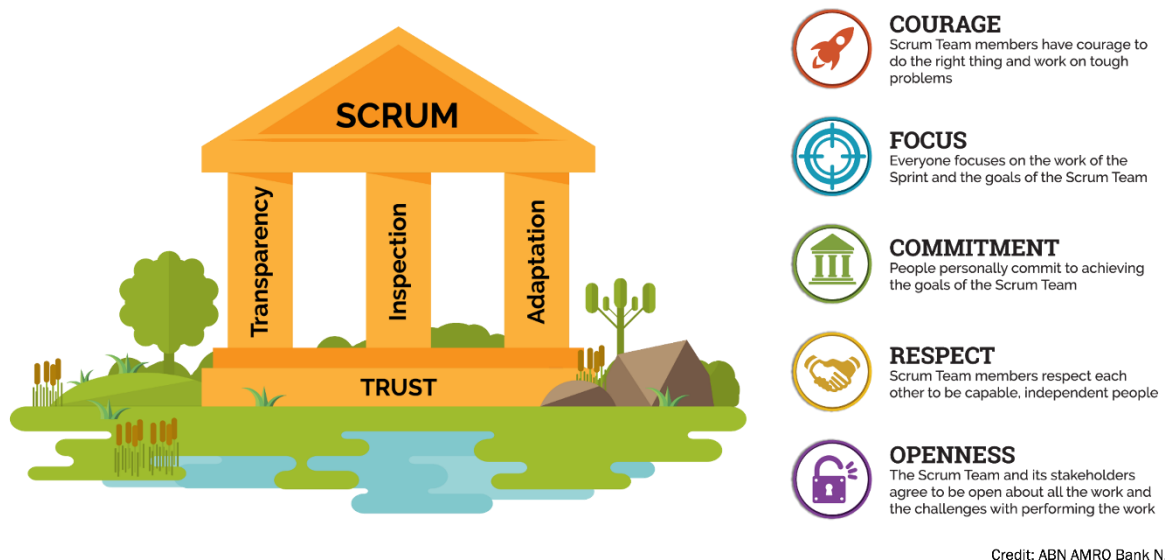 SCRUM
Transparency
Inspection
Adaptation
TRUST
COURAGE
Scrum Team members have courage to
do the right thing and work on tough
problems
FOCUS
Everyone focuses on the work of the
Sprint and the goals of the Scrum Team
COMMITMENT
People personally commit to achieving
the goals of the Scrum Team
RESPECT
Scrum Team members respect each
other to be capable, independent people
OPENNESS
The Scrum Team and its stakeholders
agree to be open about all the work and
the challenges with performing the work
Credit: ABN AMRO Bank N